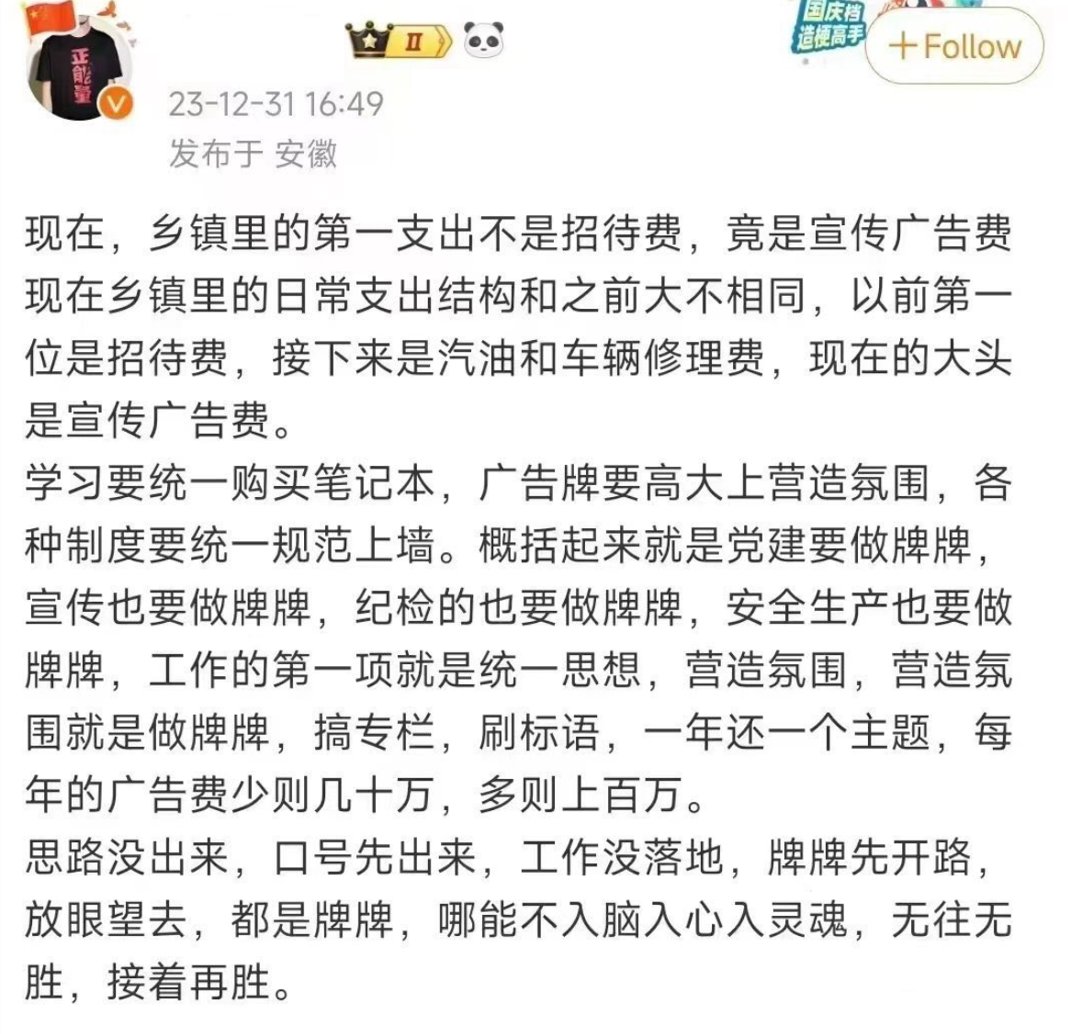 正能量
II
国庆档
造梗高手
+Follow
23-12-31 16:49
发布于 安徽
现在，乡镇里的第一支出不是招待费，竟是宣传广告费
现在乡镇里的日常支出结构和之前大不相同，以前第一
位是招待费，接下来是汽油和车辆修理费，现在的大头
是宣传广告费。
学习要统一购买笔记本，广告牌要高大上营造氛围，各
种制度要统一规范上墙。概括起来就是党建要做牌牌，
宣传也要做牌牌，纪检的也要做牌牌，安全生产也要做
牌牌，工作的第一项就是统一思想，营造氛围，营造氛
围就是做牌牌，搞专栏，刷标语，一年还一个主题，每
年的广告费少则几十万，多则上百万。
思路没出来，口号先出来，工作没落地，牌牌先开路，
放眼望去，都是牌牌，哪能不入脑入心入灵魂，无往无
胜，接着再胜。